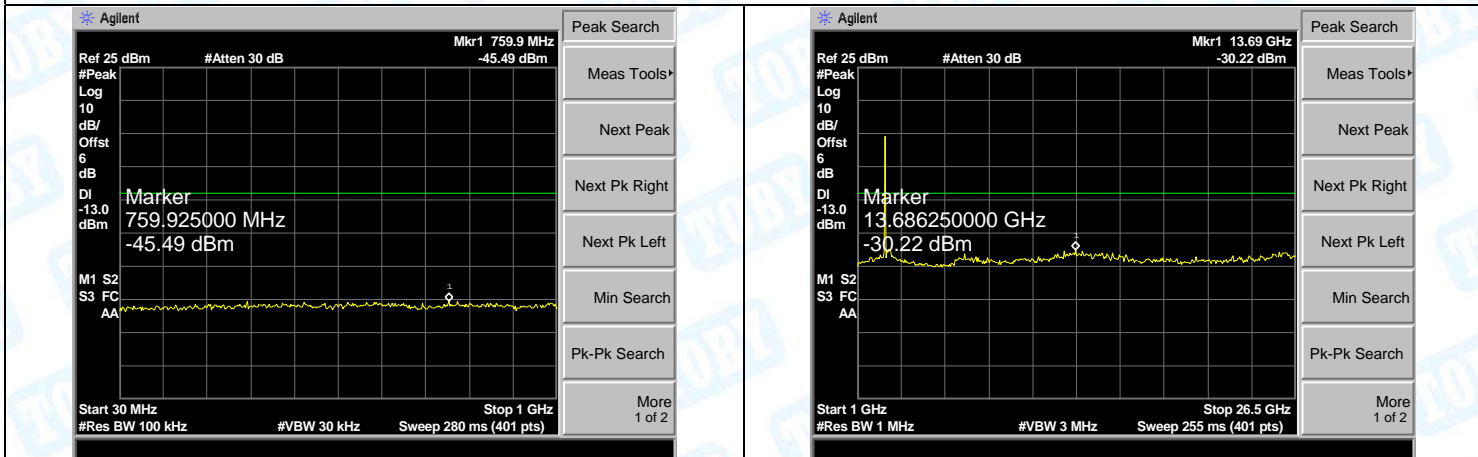 Agilent
Peak Search
Mkr1 759.9 MHz
Ref 25 dBm #Atten 30 dB -45.49 dBm
#Peak
Log
10
dB/
Offst
6
dB
DI
-13.0
dBm
Marker
759.925000 MHz
-45.49 dBm
1
M1 S2
S3 FC
AA
Start 30 MHz Stop 1 GHz
#Res BW 100 kHz #VBW 30 kHz Sweep 280 ms (401 pts)
Meas Tools
Next Peak
Next Pk Right
Next Pk Left
Min Search
Pk-Pk Search
More
1 of 2
Agilent
Peak Search
Mkr1 13.69 GHz
Ref 25 dBm #Atten 30 dB -30.22 dBm
#Peak
Log
10
dB/
Offst
6
dB
DI
-13.0
dBm
Marker
13.686250000 GHz
-30.22 dBm
1
M1 S2
S3 FC
AA
Start 1 GHz Stop 26.5 GHz
#Res BW 1 MHz #VBW 3 MHz Sweep 255 ms (401 pts)
Meas Tools
Next Peak
Next Pk Right
Next Pk Left
Min Search
Pk-Pk Search
More
1 of 2
TOBY